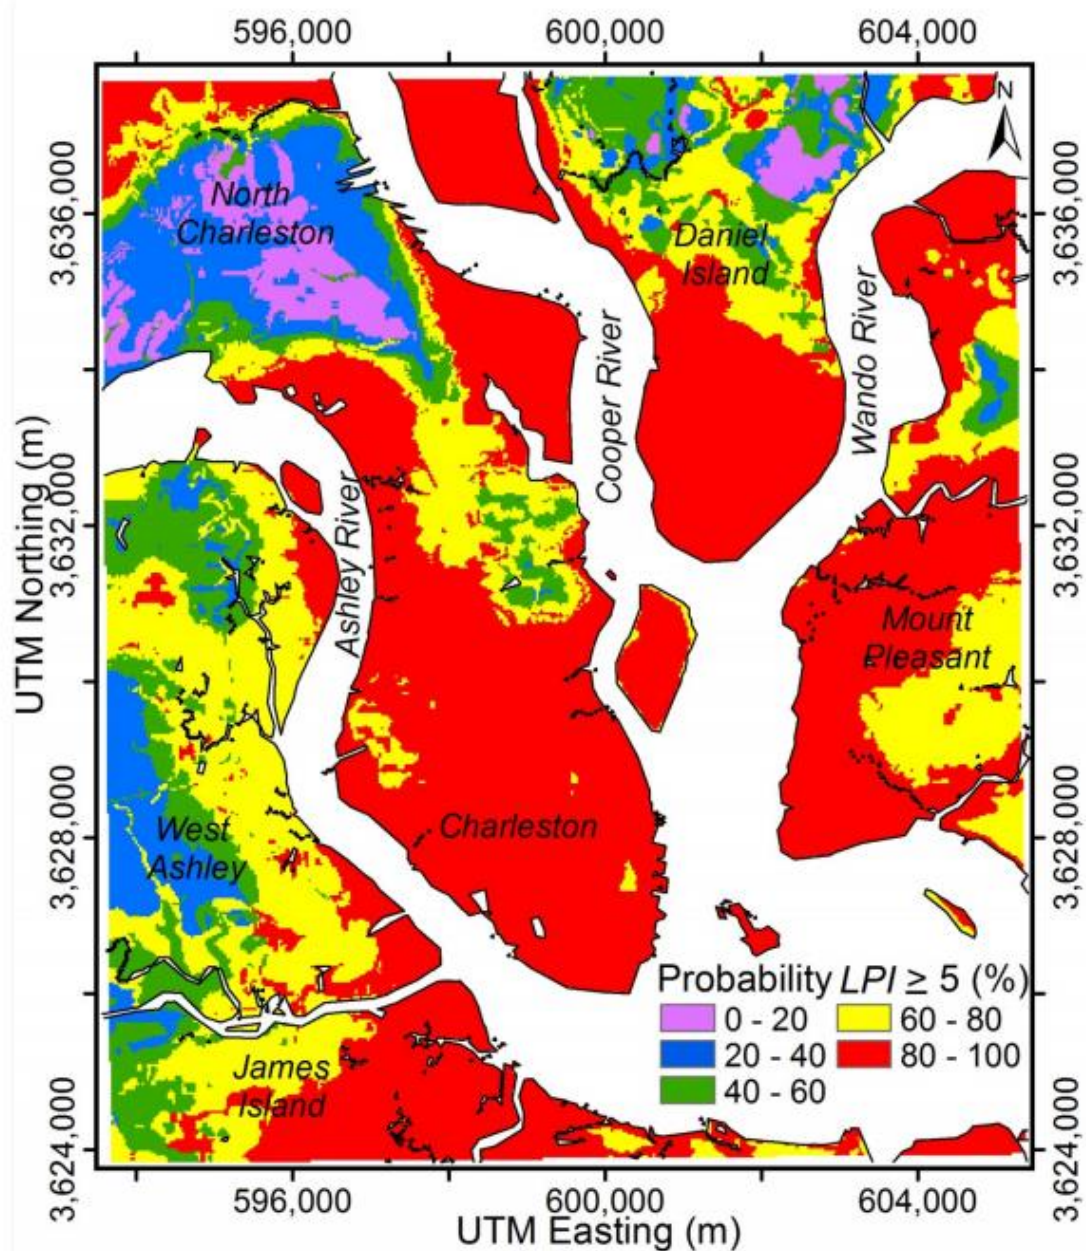 596,000
600,000
604,000
N
3,636,000
3,636,000
North
Charleston
Daniel
Island
Cooper River
Wando River
UTM Northing (m)
3,632,000
3,632,000
Ashley River
Mount
Pleasant
3,628,000
3,628,000
West
Ashley
Charleston
Probability LPI ≥ 5 (%)
0 - 20
60 - 80
20 - 40
80 - 100
40 - 60
James
Island
3,624,000
3,624,000
596,000
600,000
604,000
UTM Easting (m)